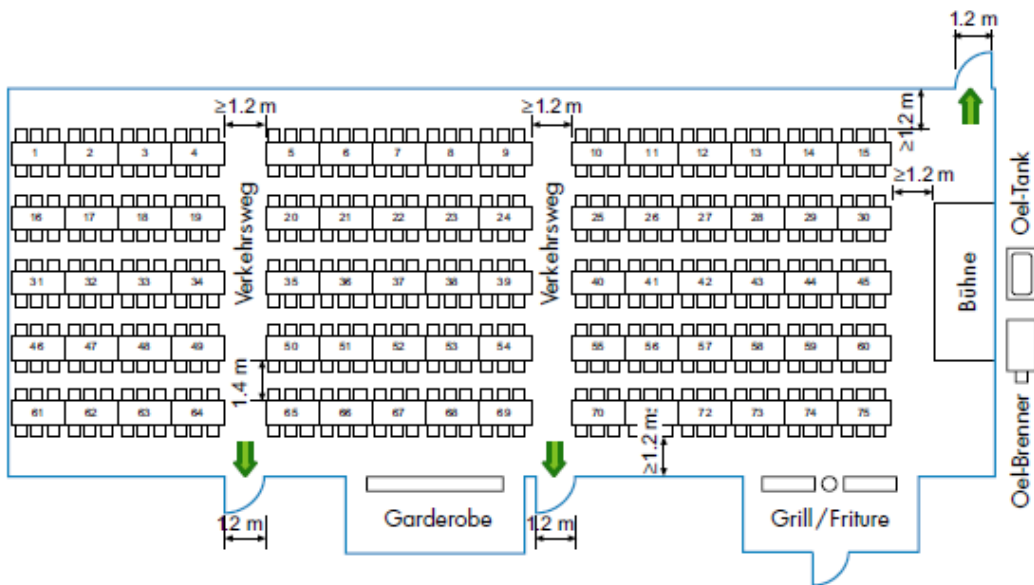 1.2 m
≥1.2 m
≥1.2 m
≥1.2 m
1 2 3 4 5 6 7 8 9 10 11 12 13 14 15
≥1.2 m
16 17 18 19 20 21 22 23 24 25 26 27 28 29 30
Verkehrsweg
Verkehrsweg
Oel-Tank
31 32 33 34 35 36 37 38 39 40 41 42 43 44 45
Bühne
46 47 48 49 50 51 52 53 54 55 56 57 58 59 60
Oel-Brenner
1.4 m
61 62 63 64 65 66 67 68 69 70 72 73 74 75
≥1.2 m
Garderobe
Grill/Friture
1.2 m
1.2 m